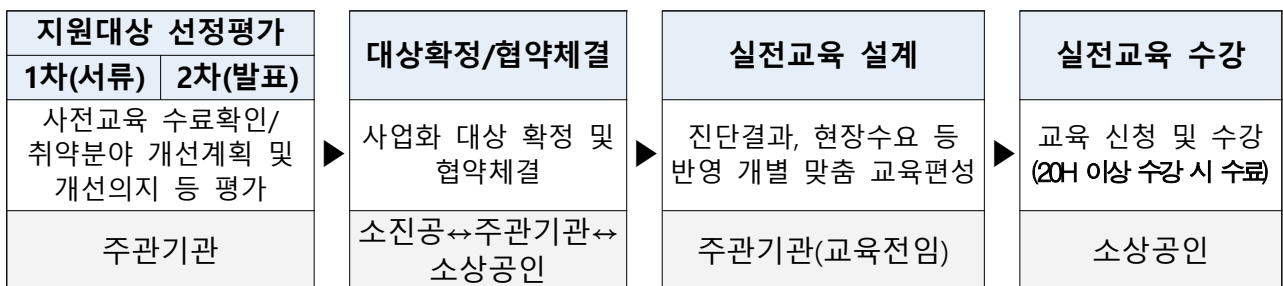 지원대상 선정평가
1차(서류) 2차(발표)
사전교육 수료확인/
취약분야 개선계획 및
개선의지 등 평가
주관기관
▶
대상확정/협약체결
사업화 대상 확정 및
협약체결
소진공↔주관기관↔
소상공인
▶
실전교육 설계
진단결과, 현장수요 등
반영 개별 맞춤 교육편성
주관기관(교육전임)
▶
실전교육 수강
교육 신청 및 수강
(20H 이상 수강 시 수료)
소상공인